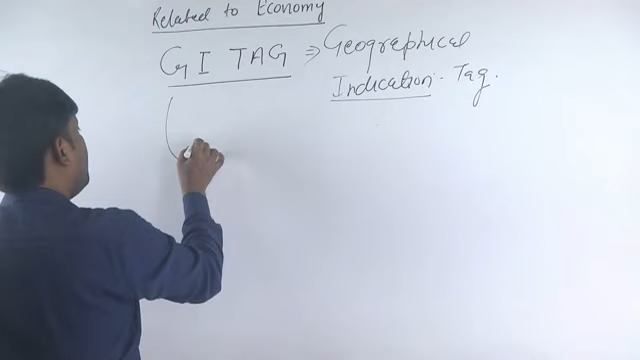 Related to Economy
GI TAG ⇒ Geographical
Indication - Tag.